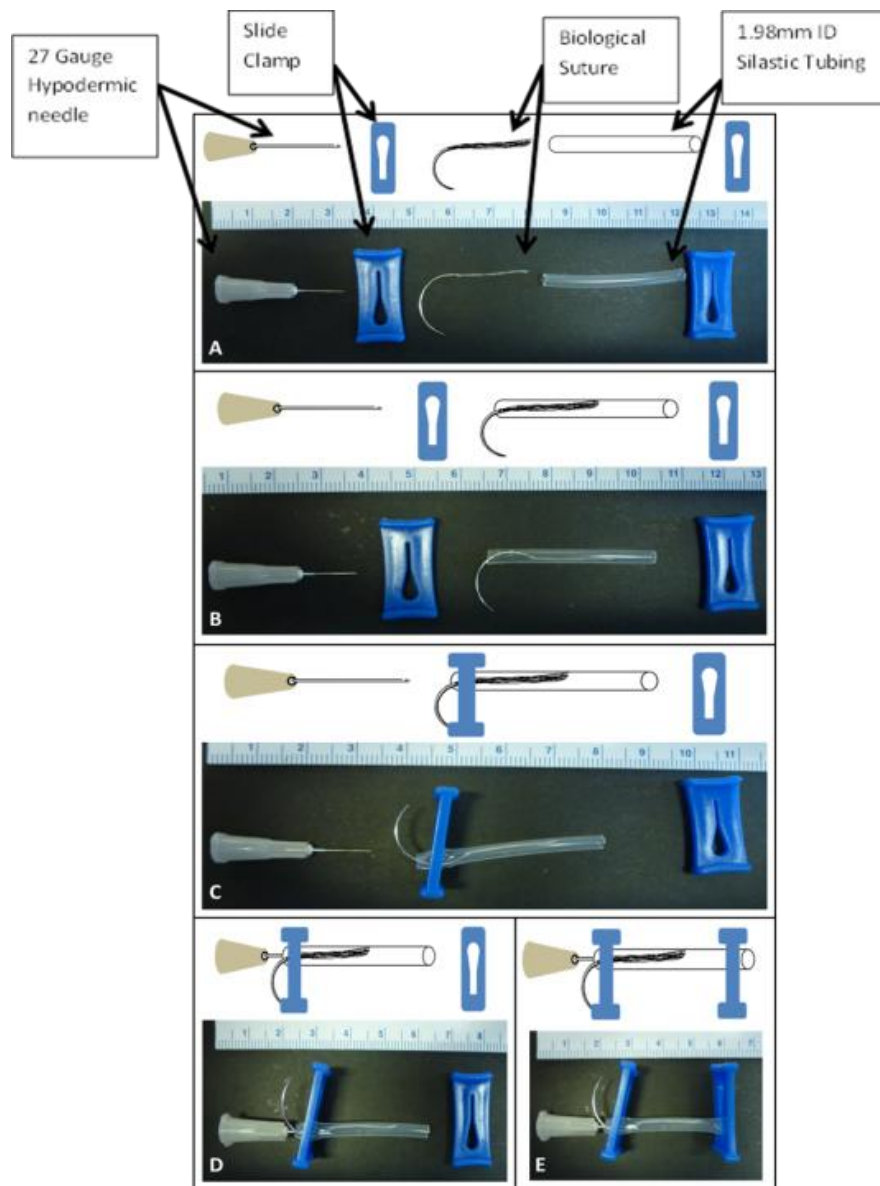 27 Gauge
Hypodermic
needle
Slide
Clamp
Biological
Suture
1.98mm ID
Silastic Tubing
1 2 3 4 5 6 7 9 10 11 12 13 14
A
1 2 3 4 5 6 7 8 9 10 11 12 13
B
1 2 3 4 5 6 7 8 9 10 11
C
1 2 3 4 5 6 7 8
D
1 2 3 4 5 6 7
E